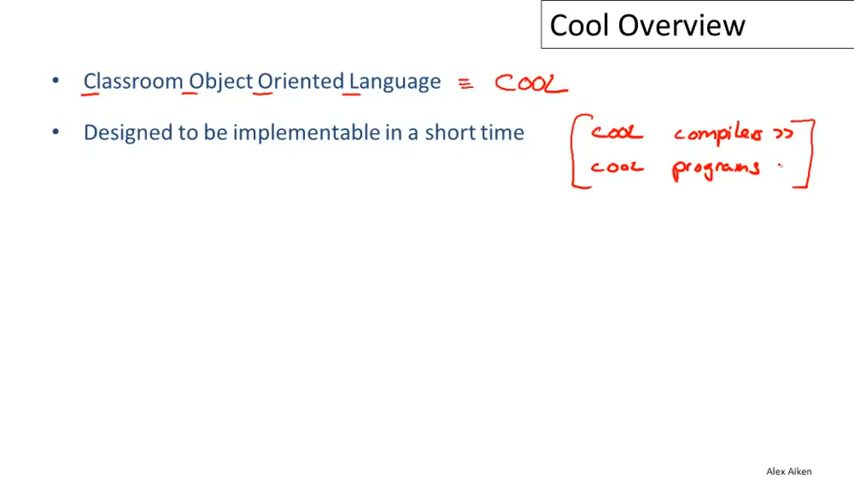 Cool Overview
• Classroom Object Oriented Language ≡ COOL
• Designed to be implementable in a short time
COOL compilers >>
COOL programs
Alex Aiken